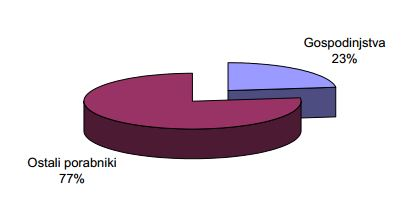 Gospodinjstva
23%
Ostali porabniki
77%